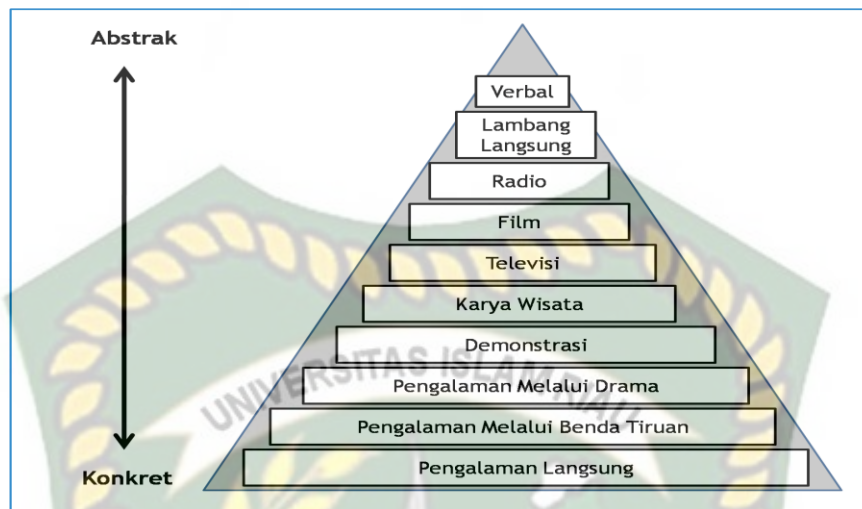 Abstrak
Verbal
Lambang
Langsung
Radio
Film
Televisi
Karya Wisata
Demonstrasi
Pengalaman Melalui Drama
Pengalaman Melalui Benda Tiruan
Konkret
Pengalaman Langsung
UNIVERSITAS ISLAM RIAU